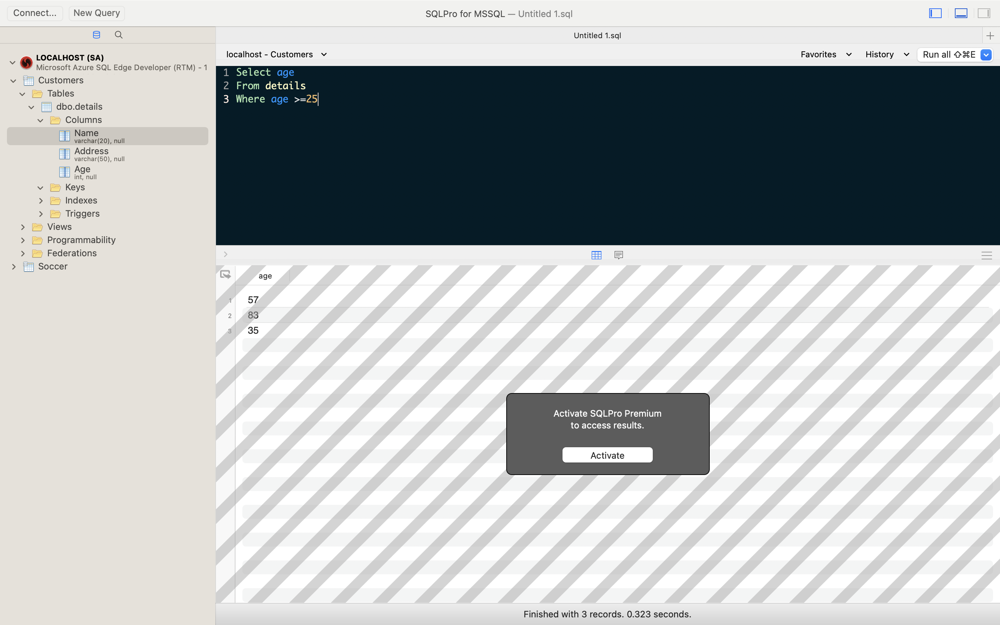 Connect...
New Query
SQLPro for MSSQL — Untitled 1.sql
Untitled 1.sql
LOCALHOST (SA)
Microsoft Azure SQL Edge Developer (RTM) - 1
Customers
Tables
dbo.details
Columns
Name
varchar(20), null
Address
varchar(50), null
Age
int, null
Keys
Indexes
Triggers
Views
Programmability
Federations
Soccer
localhost - Customers
Favorites
History
Run all ⇧⌘E
1 Select age
2 From details
3 Where age >=25
age
1 57
2 83
3 35
Activate SQLPro Premium
to access results.
Activate
Finished with 3 records. 0.323 seconds.